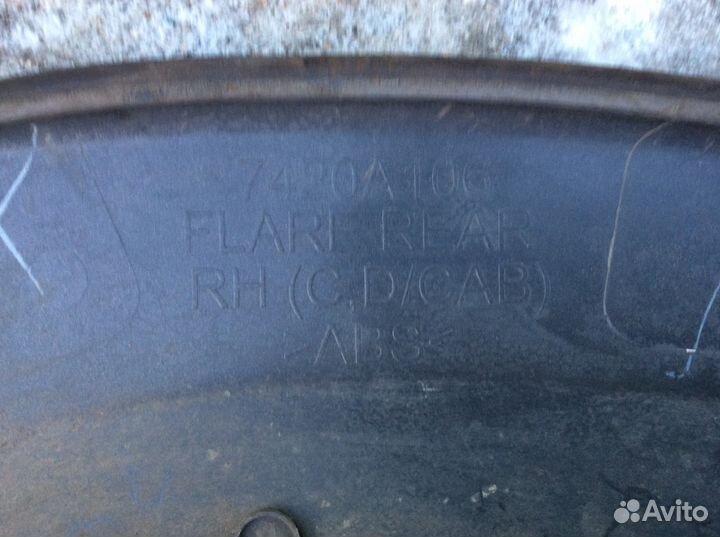 7420A106
FLARE REAR
RH (C,D/CAB)
>ABS<
Avito